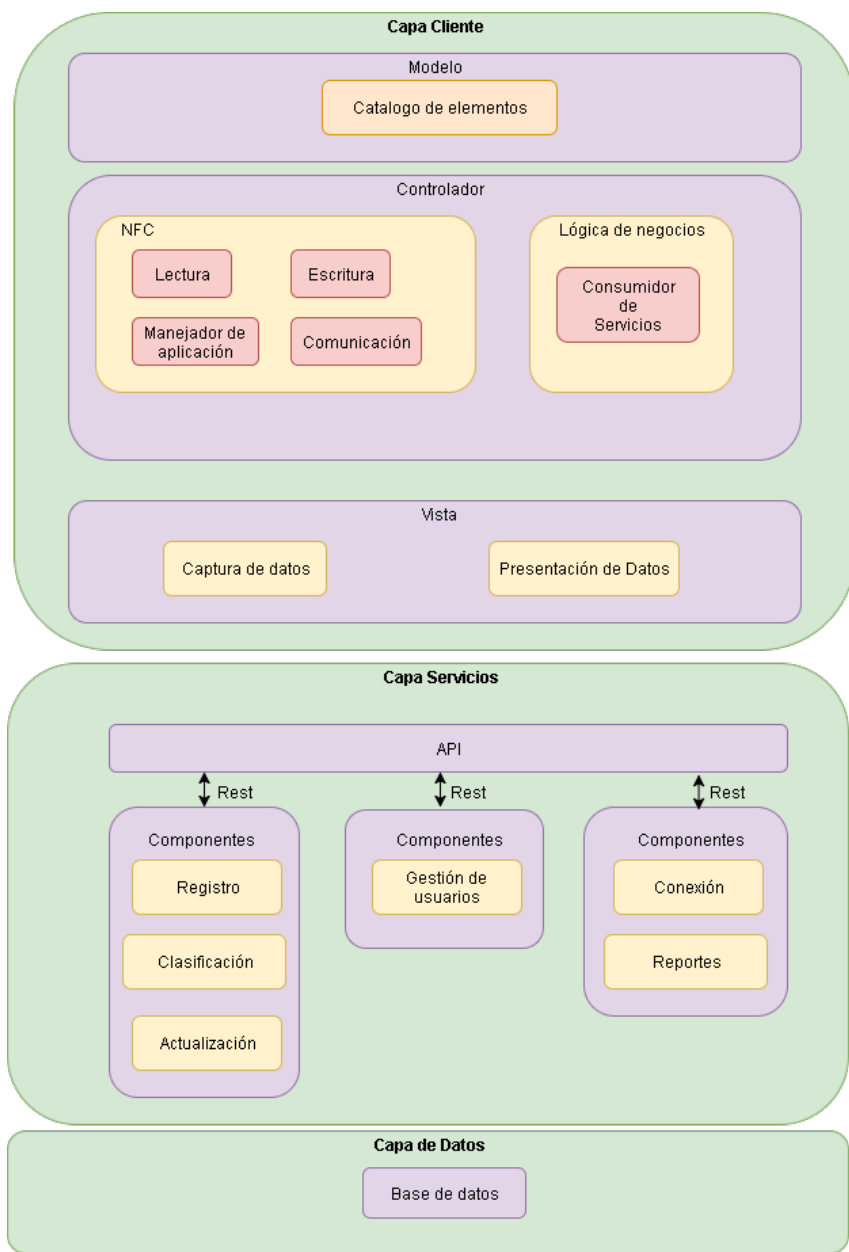 Capa Cliente
Modelo
Catalogo de elementos
Controlador
NFC
Lectura
Escritura
Manejador de
aplicación
Comunicación
Lógica de negocios
Consumidor
de
Servicios
Vista
Captura de datos
Presentación de Datos
Capa Servicios
API
Rest
Rest
Rest
Componentes
Registro
Clasificación
Actualización
Componentes
Gestión de
usuarios
Componentes
Conexión
Reportes
Capa de Datos
Base de datos